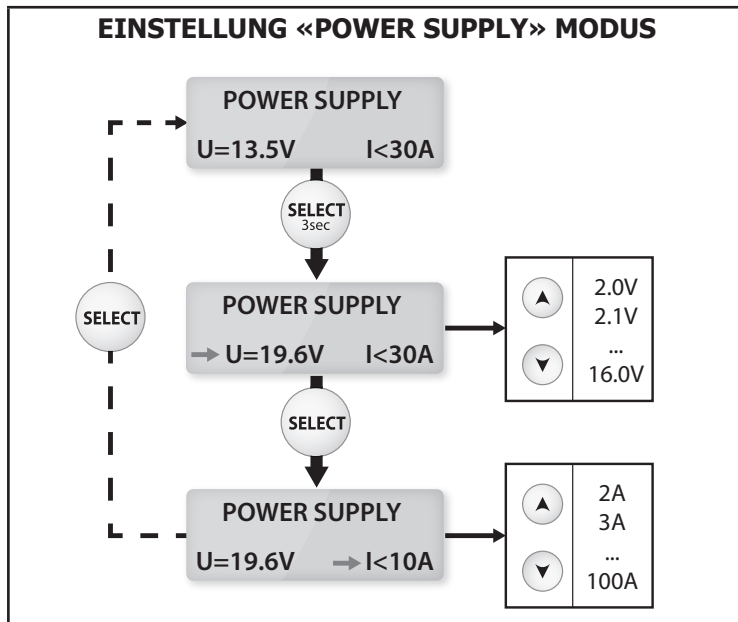 EINSTELLUNG «POWER SUPPLY» MODUS
POWER SUPPLY
U=13.5V I<30A
SELECT
3sec
POWER SUPPLY
U=19.6V I<30A
2.0V
2.1V
...
16.0V
SELECT
SELECT
POWER SUPPLY
U=19.6V I<10A
2A
3A
...
100A